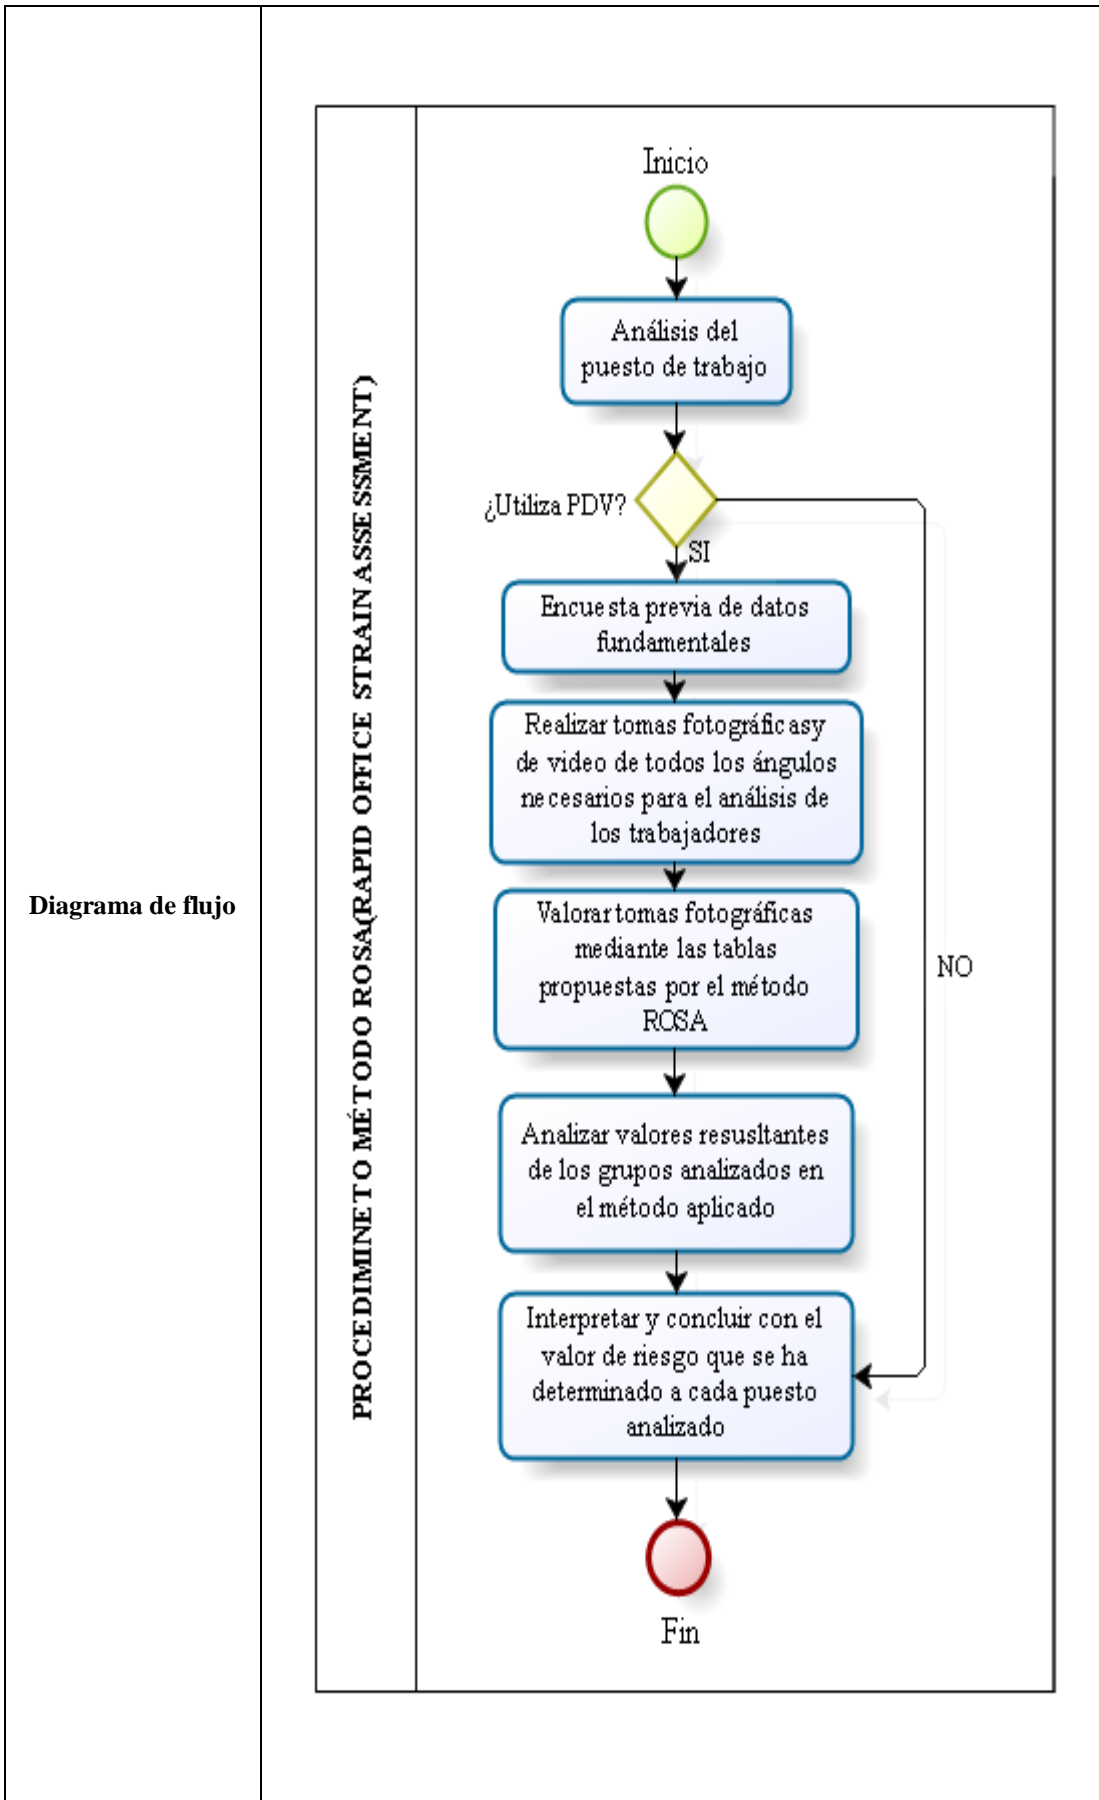 Diagrama de flujo
PROCEDIMINETO MÉTODO ROSA(RAPID OFFICE STRAIN ASSESSMENT)
Inicio
Análisis del
puesto de trabajo
¿Utiliza PDV?
SI
Encuesta previa de datos
fundamentales
Realizar tomas fotográficasy
de video de todos los ángulos
necesarios para el análisis de
los trabajadores
Valorar tomas fotográficas
mediante las tablas
propuestas por el método
ROSA
NO
Analizar valores resusltantes
de los grupos analizados en
el método aplicado
Interpretar y concluir con el
valor de riesgo que se ha
determinado a cada puesto
analizado
Fin